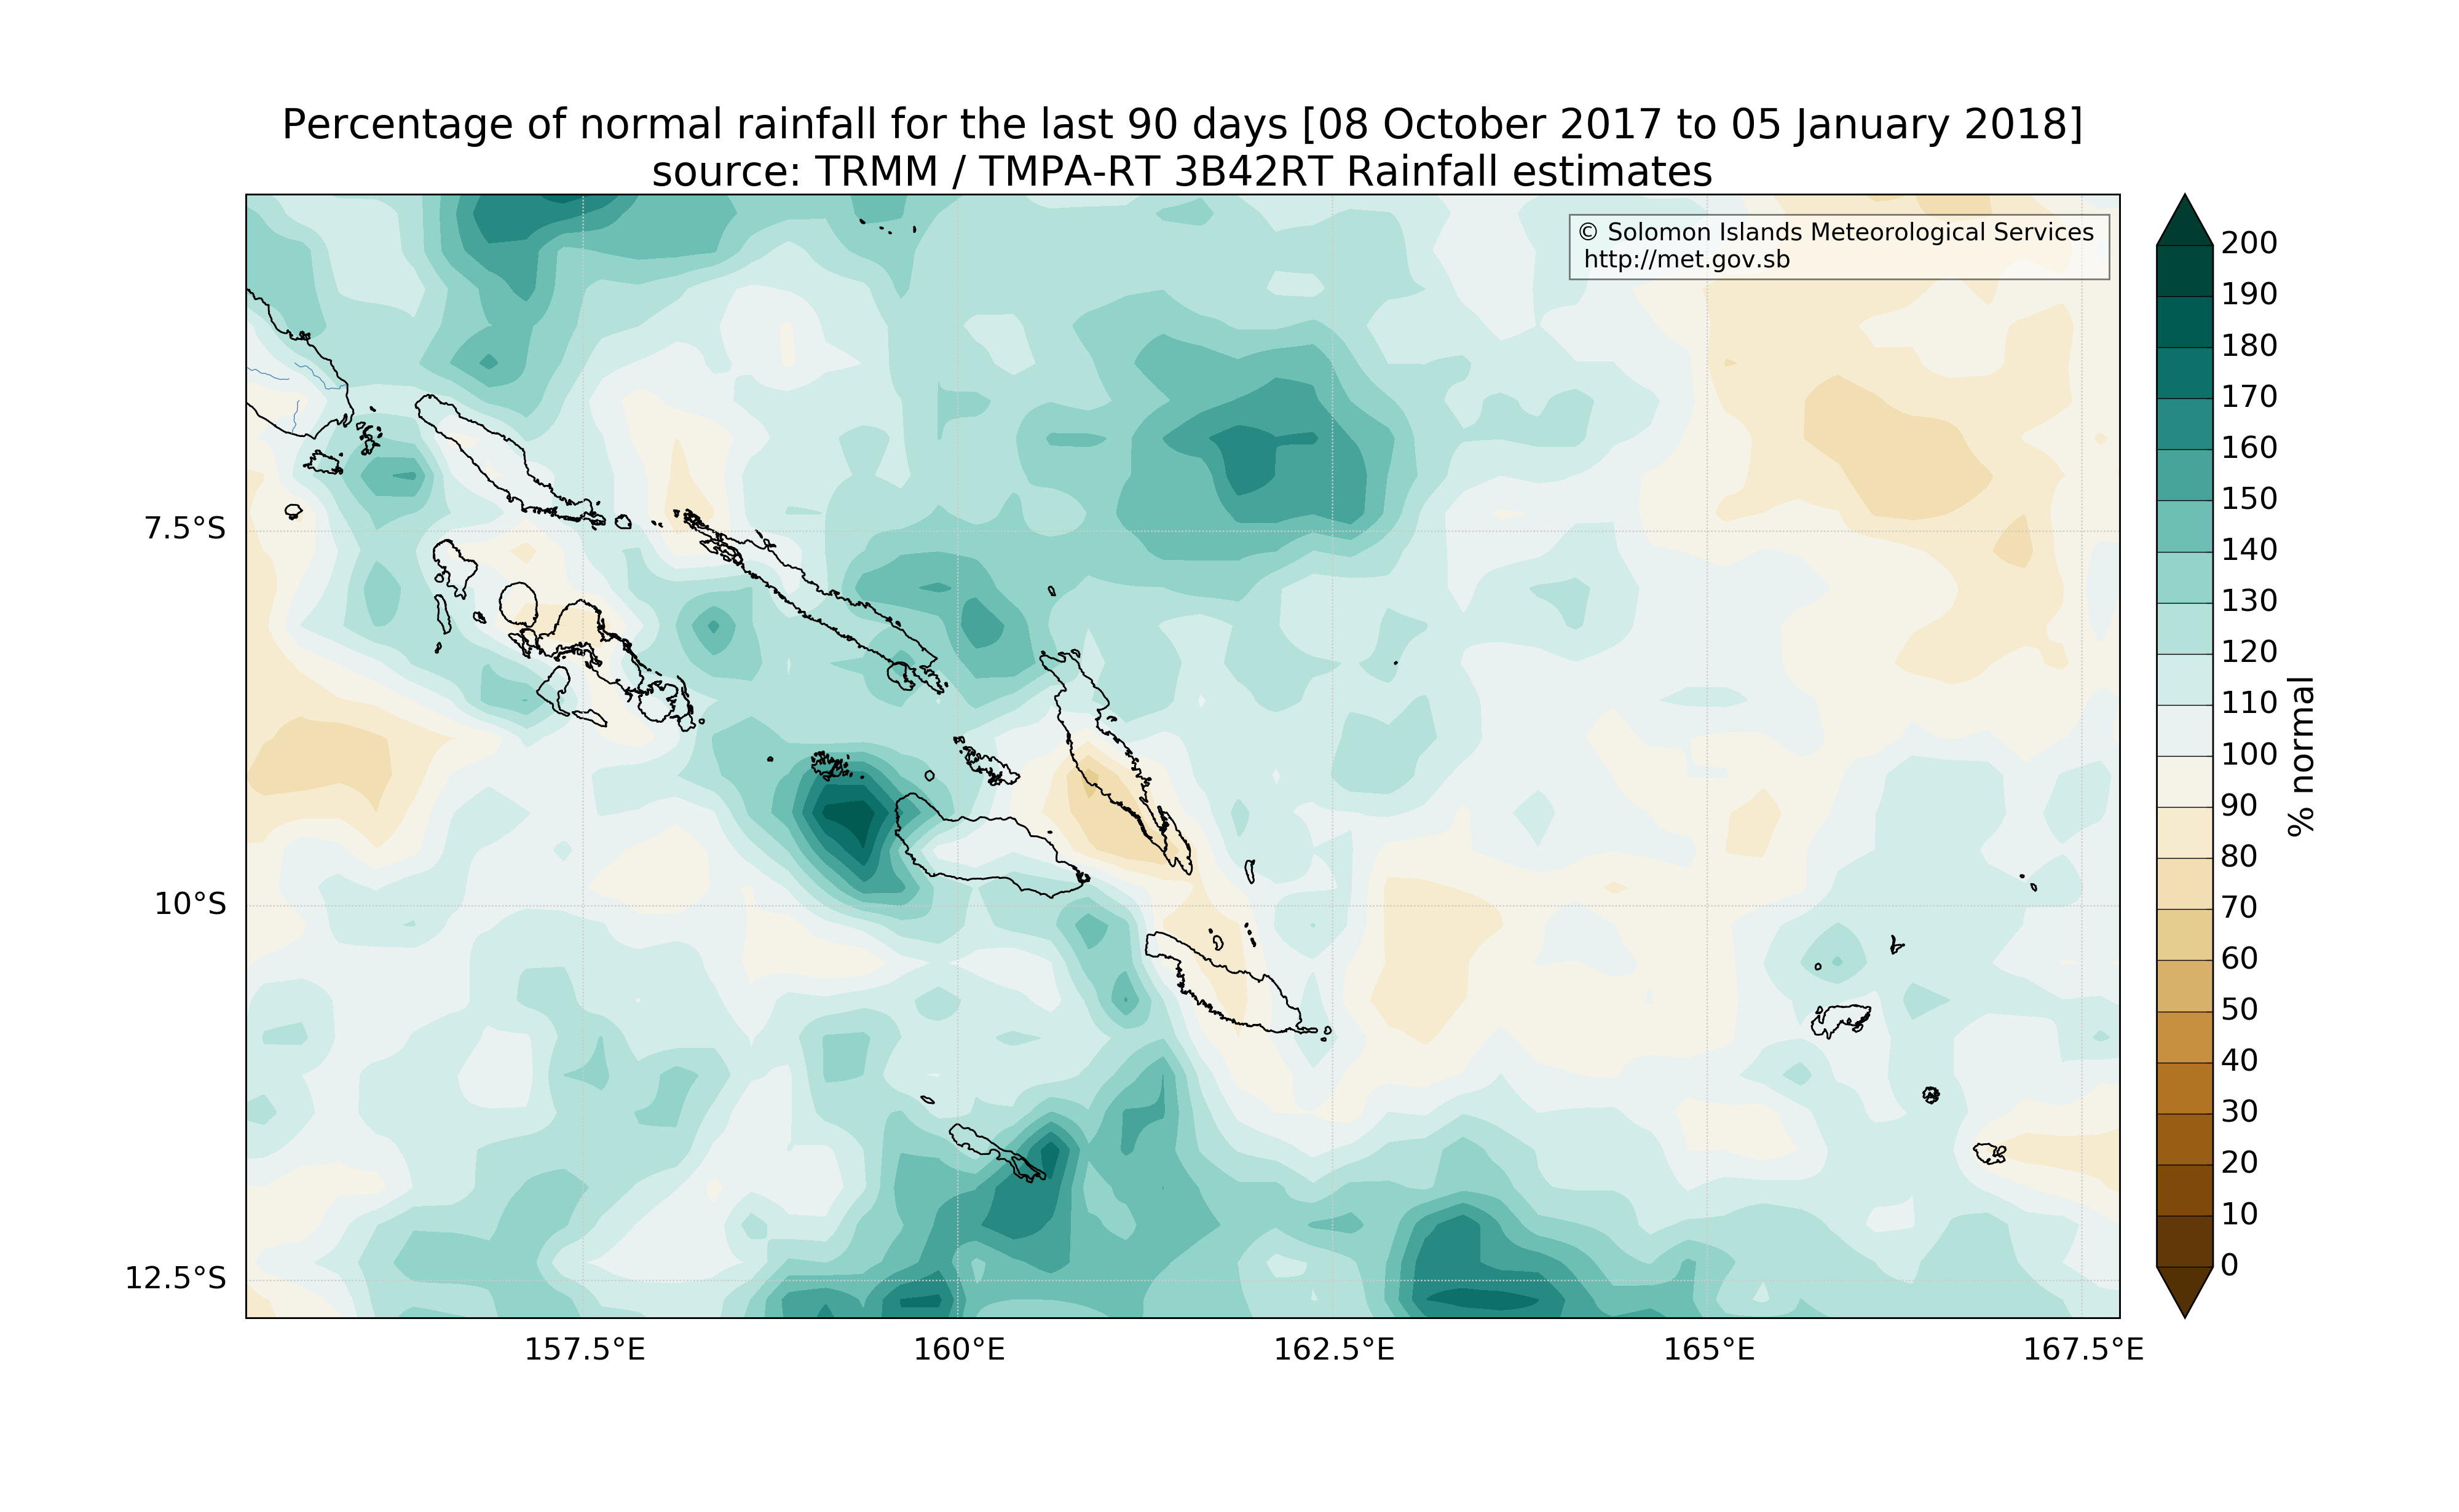 Percentage of normal rainfall for the last 90 days [08 October 2017 to 05 January 2018]
source: TRMM / TMPA-RT 3B42RT Rainfall estimates
© Solomon Islands Meteorological Services
http://met.gov.sb
7.5°S
10°S
12.5°S
157.5°E
160°E
162.5°E
165°E
167.5°E
200
190
180
170
160
150
140
130
120
110
100
90
80
70
60
50
40
30
20
10
0
% normal